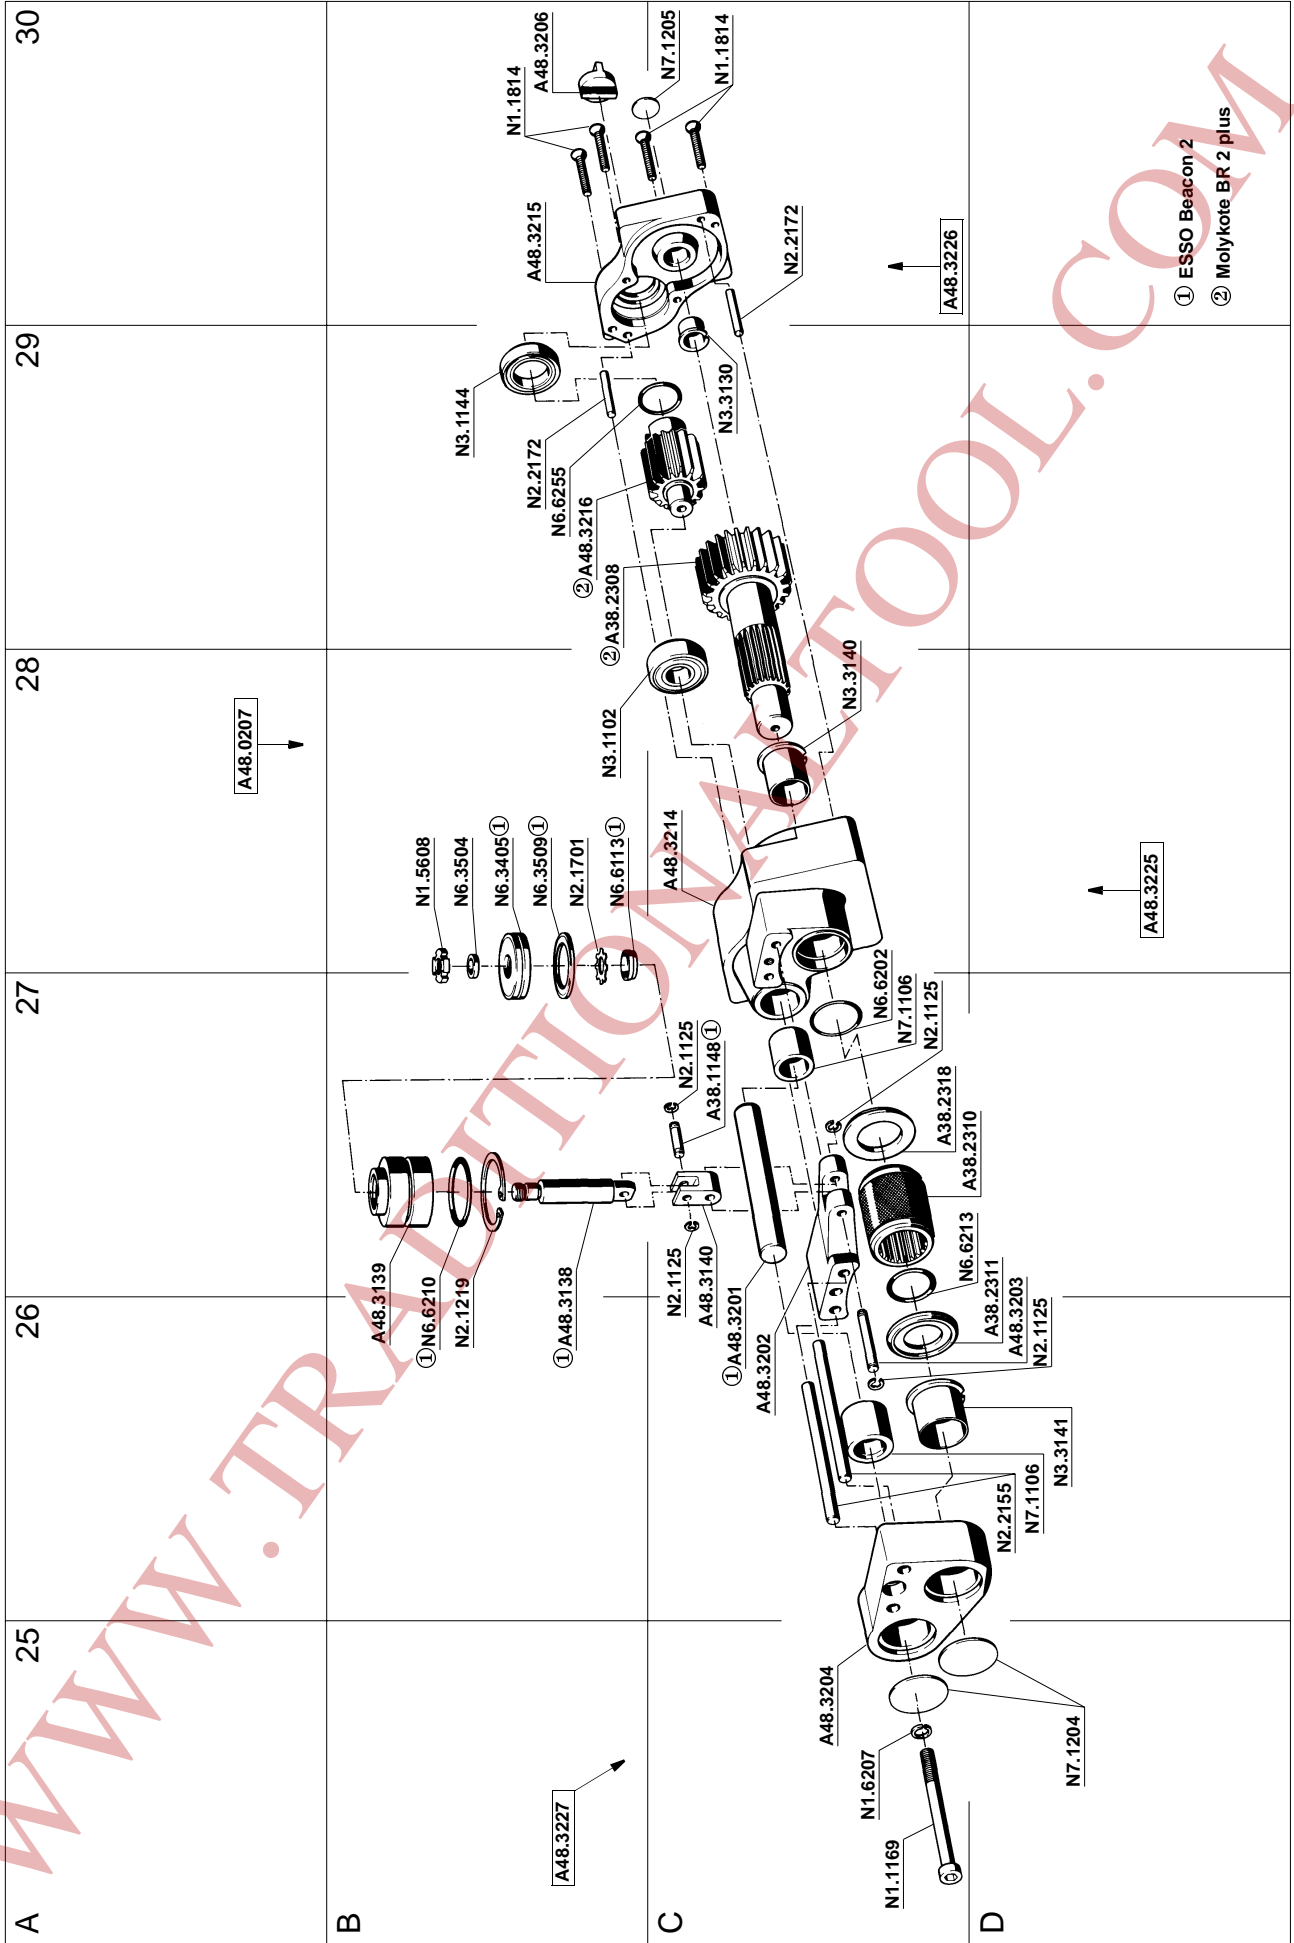 25
26
27
28
29
30
A
B
C
D
A48.0207
A48.3227
A48.3225
A48.3226
N1.5608
N6.3504
N6.3405①
N6.3509①
N2.1701
N6.6113①
A48.3139
①N6.6210
N2.1219
①A48.3138
N2.1125
A38.1148①
N2.1125
A48.3140
①A48.3201
A48.3202
A48.3214
N3.1102
②A38.2308
②A48.3216
N6.6255
N2.2172
N3.1144
A48.3215
N1.1814
A48.3206
N7.1205
N1.1814
N2.2172
N3.3130
N3.3140
N6.6202
N7.1106
N2.1125
A38.2318
A38.2310
N6.6213
A38.2311
A48.3203
N2.1125
N3.3141
N7.1106
N2.2155
A48.3204
N1.6207
N1.1169
N7.1204
① ESSO Beacon 2
② Molykote BR 2 plus
WWW.TRADITIONALTOOL.COM